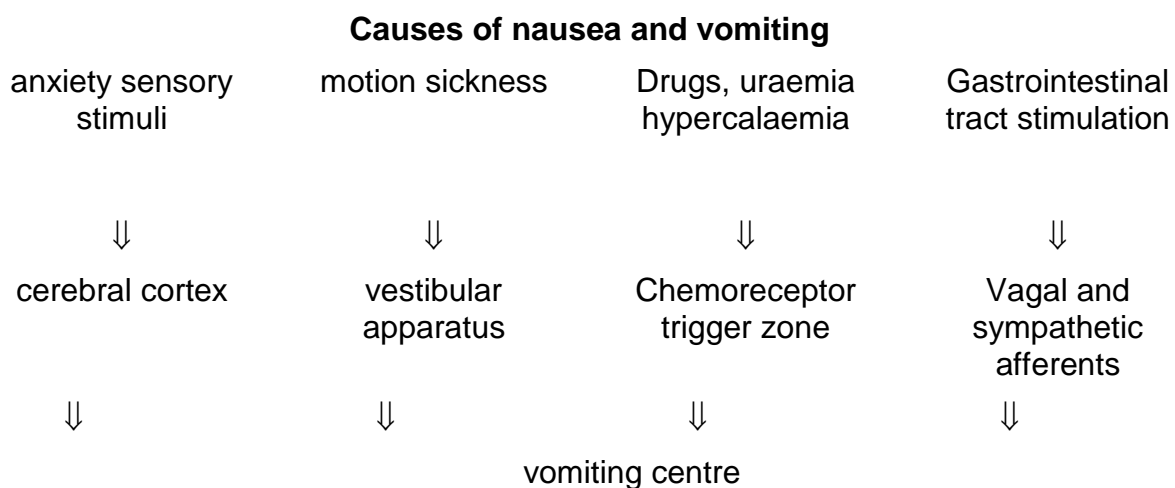 Causes of nausea and vomiting
anxiety sensory
stimuli
motion sickness
Drugs, uraemia
hypercalaemia
Gastrointestinal
tract stimulation
⇓ ⇓ ⇓ ⇓
cerebral cortex
vestibular
apparatus
Chemoreceptor
trigger zone
Vagal and
sympathetic
afferents
⇓ ⇓ ⇓ ⇓
vomiting centre